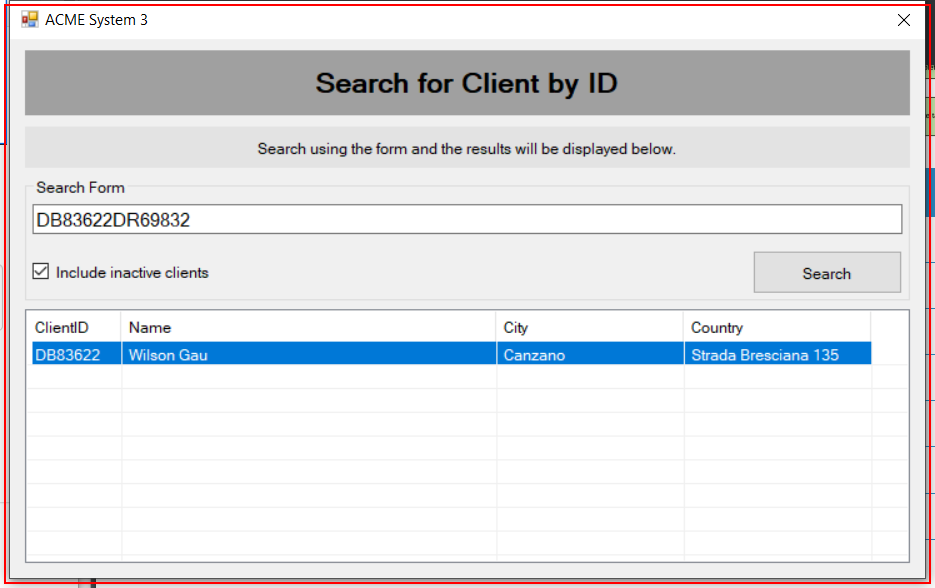 ACME System 3
Search for Client by ID
Search using the form and the results will be displayed below.
Search Form
DB83622DR69832
Include inactive clients
Search
ClientID Name City Country
DB83622 Wilson Gau Canzano Strada Bresciana 135